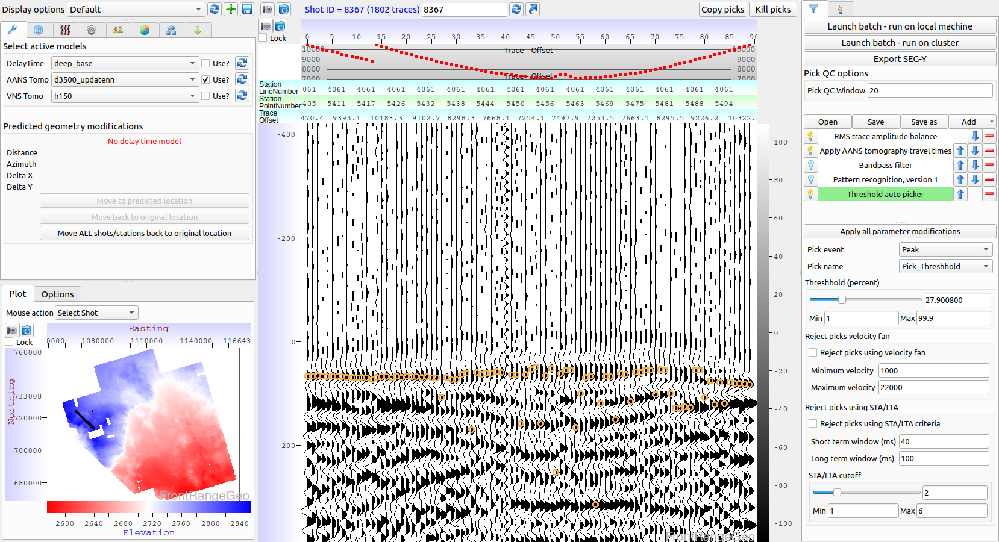 Display options Default
Shot ID = 8367 (1802 traces) 8367
Copy picks Kill picks
Lock
Select active models
DelayTime deep_base Use?
AANS Tomo d3500_updatenn Use?
VNS Tomo h150 Use?
Predicted geometry modifications
No delay time model
Distance
Azimuth
Delta X
Delta Y
Move to predicted location
Move back to original location
Move ALL shots/stations back to original location
Plot Options
Mouse action Select Shot
Lock
Easting
0000 1080000 1110000 1140000 116643
Northing
760000
733008
720000
700000
680000
FrontRangeGeo
2600 2640 2680 2720 2760 2800 2840
Elevation
0 5 10 15 20 25 30 35 40 45 50 55 60 65 70 75 80 85 90
10000 Trace - Offset 10000
9000 9000
8000 8000
7000 Trace - Offset 7000
Station
LineNumber 4061 4061 4061 4061 4061 4061 4061 4061 4061 4061 4061 4061 4061 4061 4061
Station
PointNumber 5405 5411 5417 5426 5432 5438 5444 5450 5456 5463 5469 5475 5481 5488 5494
Trace
Offset 470.4 9393.1 10183.3 9102.7 8298.3 7668.1 7254.1 7497.9 7253.5 7663.1 8295.5 9226.2 10322.
-400
-200
0
200
100
80
60
40
20
0
-20
-40
-60
-80
-100
FrontRangeGeo
Launch batch - run on local machine
Launch batch - run on cluster
Export SEG-Y
Pick QC options
Pick QC Window 20
Open Save Save as Add
RMS trace amplitude balance
Apply AANS tomography travel times
Bandpass filter
Pattern recognition, version 1
Threshold auto picker
Apply all parameter modifications
Pick event Peak
Pick name Pick_Threshhold
Threshhold (percent)
27.900800
Min 1 Max 99.9
Reject picks velocity fan
Reject picks using velocity fan
Minimum velocity 1000
Maximum velocity 22000
Reject picks using STA/LTA
Reject picks using STA/LTA criteria
Short term window (ms) 40
Long term window (ms) 100
STA/LTA cutoff
2
Min 1 Max 6